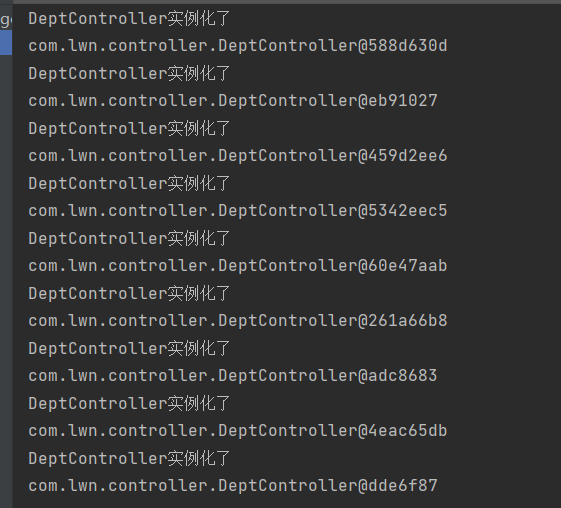 DeptController实例化了
com.lwn.controller.DeptController@588d630d
DeptController实例化了
com.lwn.controller.DeptController@eb91027
DeptController实例化了
com.lwn.controller.DeptController@459d2ee6
DeptController实例化了
com.lwn.controller.DeptController@5342eec5
DeptController实例化了
com.lwn.controller.DeptController@60e47aab
DeptController实例化了
com.lwn.controller.DeptController@261a66b8
DeptController实例化了
com.lwn.controller.DeptController@adc8683
DeptController实例化了
com.lwn.controller.DeptController@4eac65db
DeptController实例化了
com.lwn.controller.DeptController@dde6f87